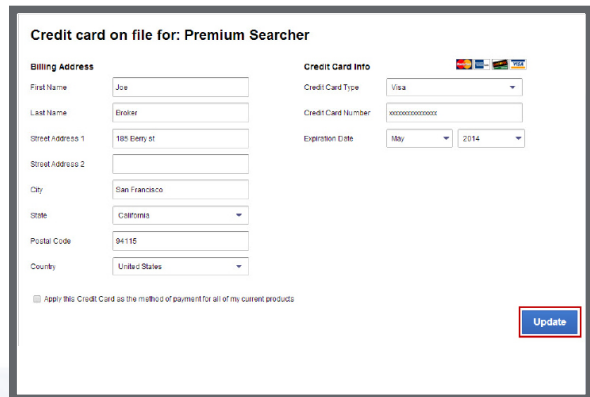 Credit card on file for: Premium Searcher
Billing Address
First Name Joe
Last Name Broker
Street Address 1 185 Berry st
Street Address 2
City San Francisco
State California
Postal Code 94115
Country United States
Credit Card Info VISA
Credit Card Type Visa
Credit Card Number xxxxxxxxxxxxxxx
Expiration Date May 2014
Apply this Credit Card as the method of payment for all of my current products
Update